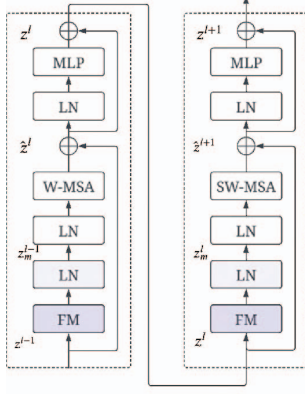 z^l
MLP
LN
ẑ^l
W-MSA
LN
z_m^{l-1}
LN
FM
z^{l-1}
z^{l+1}
MLP
LN
ẑ^{l+1}
SW-MSA
LN
z_m^l
LN
FM
z^l